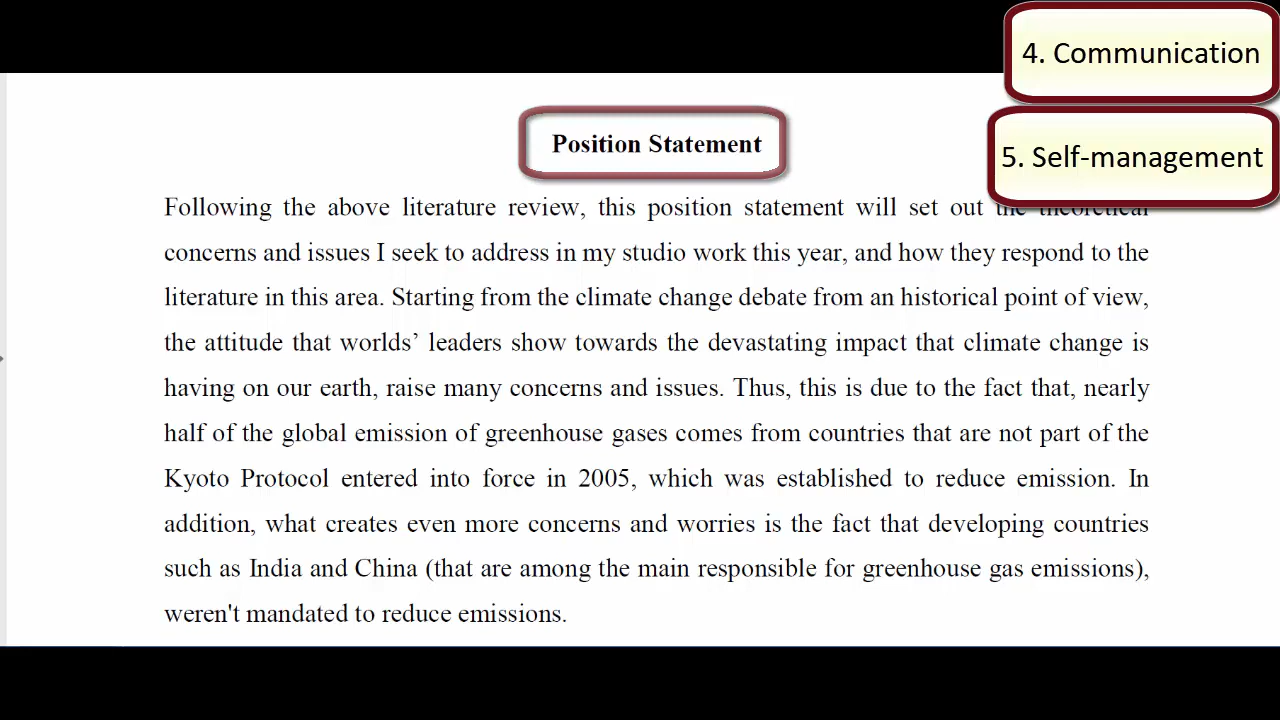 4. Communication
5. Self-management
Position Statement
Following the above literature review, this position statement will set out the theoretical
concerns and issues I seek to address in my studio work this year, and how they respond to the
literature in this area. Starting from the climate change debate from an historical point of view,
the attitude that worlds’ leaders show towards the devastating impact that climate change is
having on our earth, raise many concerns and issues. Thus, this is due to the fact that, nearly
half of the global emission of greenhouse gases comes from countries that are not part of the
Kyoto Protocol entered into force in 2005, which was established to reduce emission. In
addition, what creates even more concerns and worries is the fact that developing countries
such as India and China (that are among the main responsible for greenhouse gas emissions),
weren't mandated to reduce emissions.